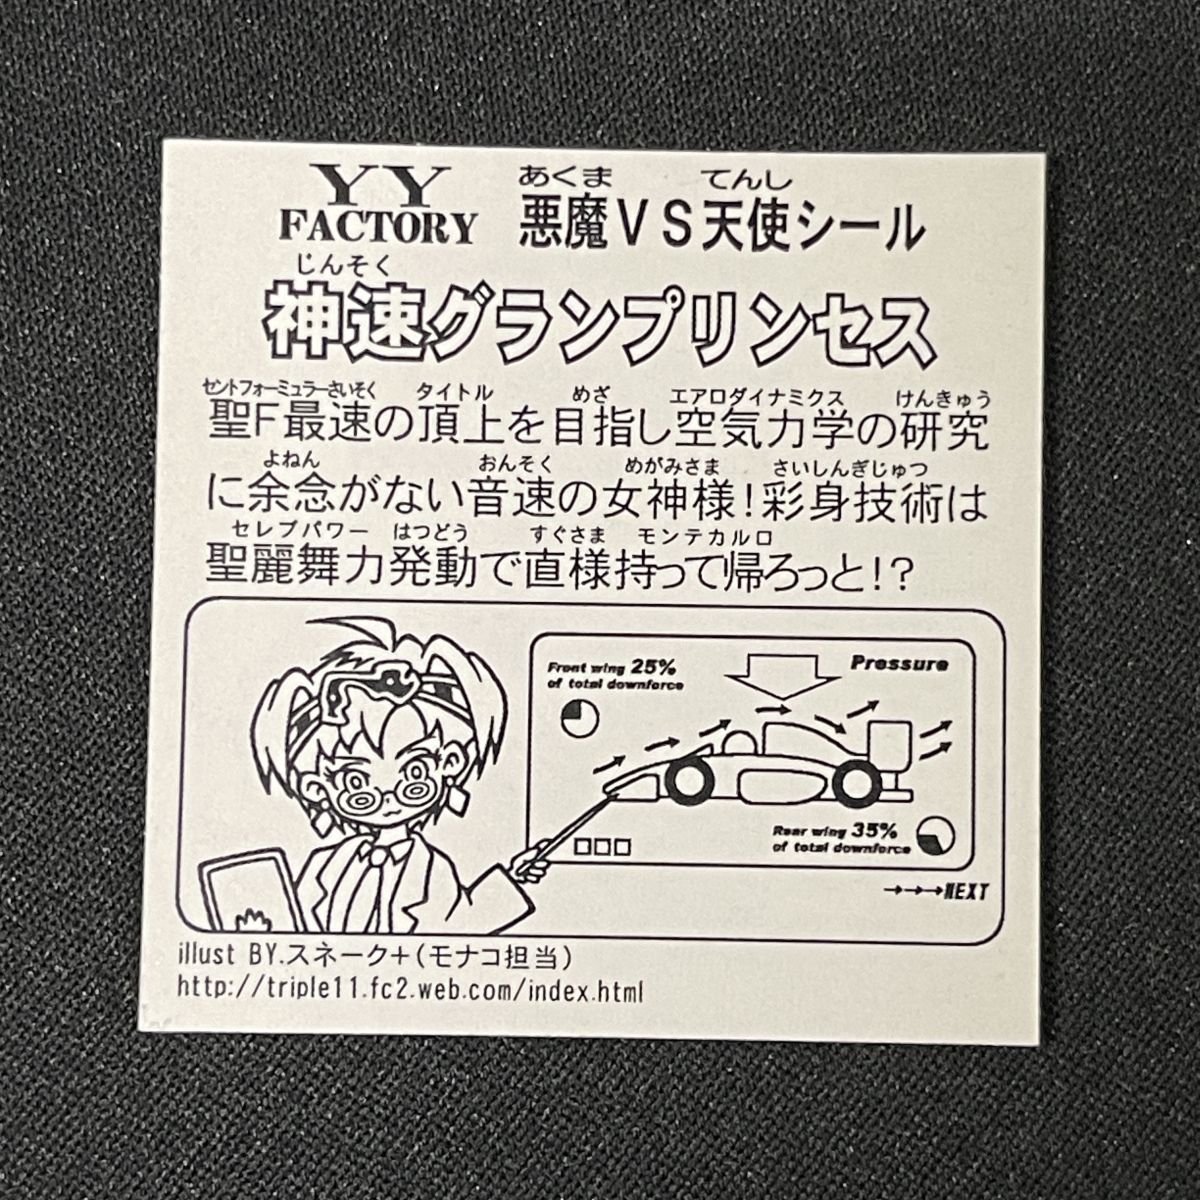 YY
FACTORY
あくま てんし
悪魔VS天使シール
じんそく
神速グランプリンセス
セントフォーミュラーさいそく タイトル めざ エアロダイナミクス けんきゅう
聖F最速の頂上を目指し空気力学の研究
よねん おんそく めがみさま さいしんぎじゅつ
に余念がない音速の女神様!彩身技術は
セレブパワー はつどう すぐさま モンテカルロ
聖麗舞力発動で直様持って帰ろっと!?
Front wing 25%
of total downforce
Pressure
Rear wing 35%
of total downforce
→→→NEXT
illust BY.スネーク+(モナコ担当)
http://triple11.fc2.web.com/index.html